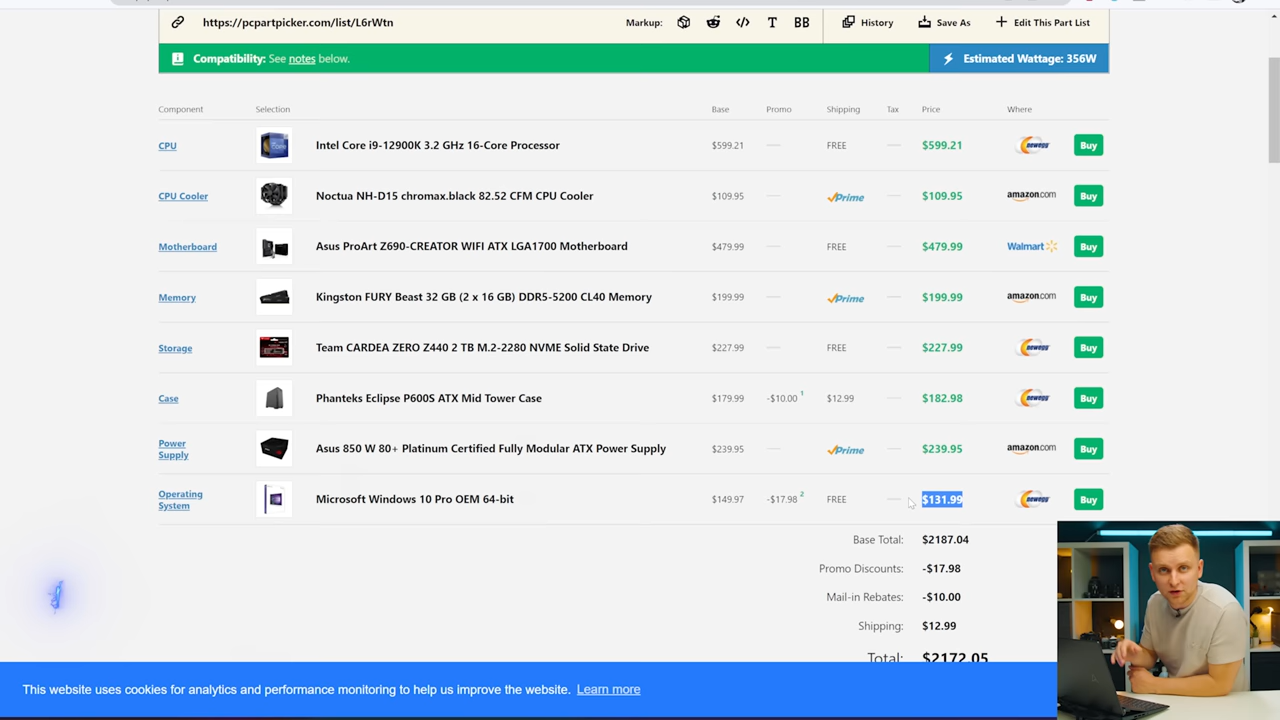 https://pcpartpicker.com/list/L6rWtn Markup: T BB History Save As Edit This Part List
Compatibility: See notes below. Estimated Wattage: 356W
Component Selection Base Promo Shipping Tax Price Where
CPU Intel Core i9-12900K 3.2 GHz 16-Core Processor $599.21 — FREE — $599.21 newegg Buy
CPU Cooler Noctua NH-D15 chromax.black 82.52 CFM CPU Cooler $109.95 — Prime — $109.95 amazon.com Buy
Motherboard Asus ProArt Z690-CREATOR WIFI ATX LGA1700 Motherboard $479.99 — FREE — $479.99 Walmart Buy
Memory Kingston FURY Beast 32 GB (2 x 16 GB) DDR5-5200 CL40 Memory $199.99 — Prime — $199.99 amazon.com Buy
Storage Team CARDEA ZERO Z440 2 TB M.2-2280 NVME Solid State Drive $227.99 — FREE — $227.99 newegg Buy
Case Phanteks Eclipse P600S ATX Mid Tower Case $179.99 -$10.00 1 $12.99 — $182.98 newegg Buy
Power
Supply Asus 850 W 80+ Platinum Certified Fully Modular ATX Power Supply $239.95 — Prime — $239.95 amazon.com Buy
Operating
System Microsoft Windows 10 Pro OEM 64-bit $149.97 -$17.98 2 FREE — $131.99 newegg Buy
Base Total: $2187.04
Promo Discounts: -$17.98
Mail-in Rebates: -$10.00
Shipping: $12.99
Total: $2172.05
This website uses cookies for analytics and performance monitoring to help us improve the website. Learn more